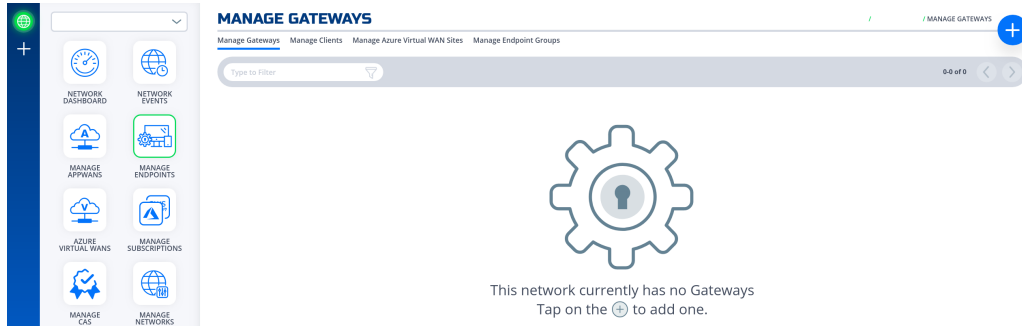 MANAGE GATEWAYS
/ / MANAGE GATEWAYS
Manage Gateways Manage Clients Manage Azure Virtual WAN Sites Manage Endpoint Groups
Type to Filter
0-0 of 0
NETWORK
DASHBOARD
NETWORK
EVENTS
A
MANAGE
APPWANS
MANAGE
ENDPOINTS
V
AZURE
VIRTUAL WANS
MANAGE
SUBSCRIPTIONS
MANAGE
CAS
MANAGE
NETWORKS
This network currently has no Gateways
Tap on the + to add one.